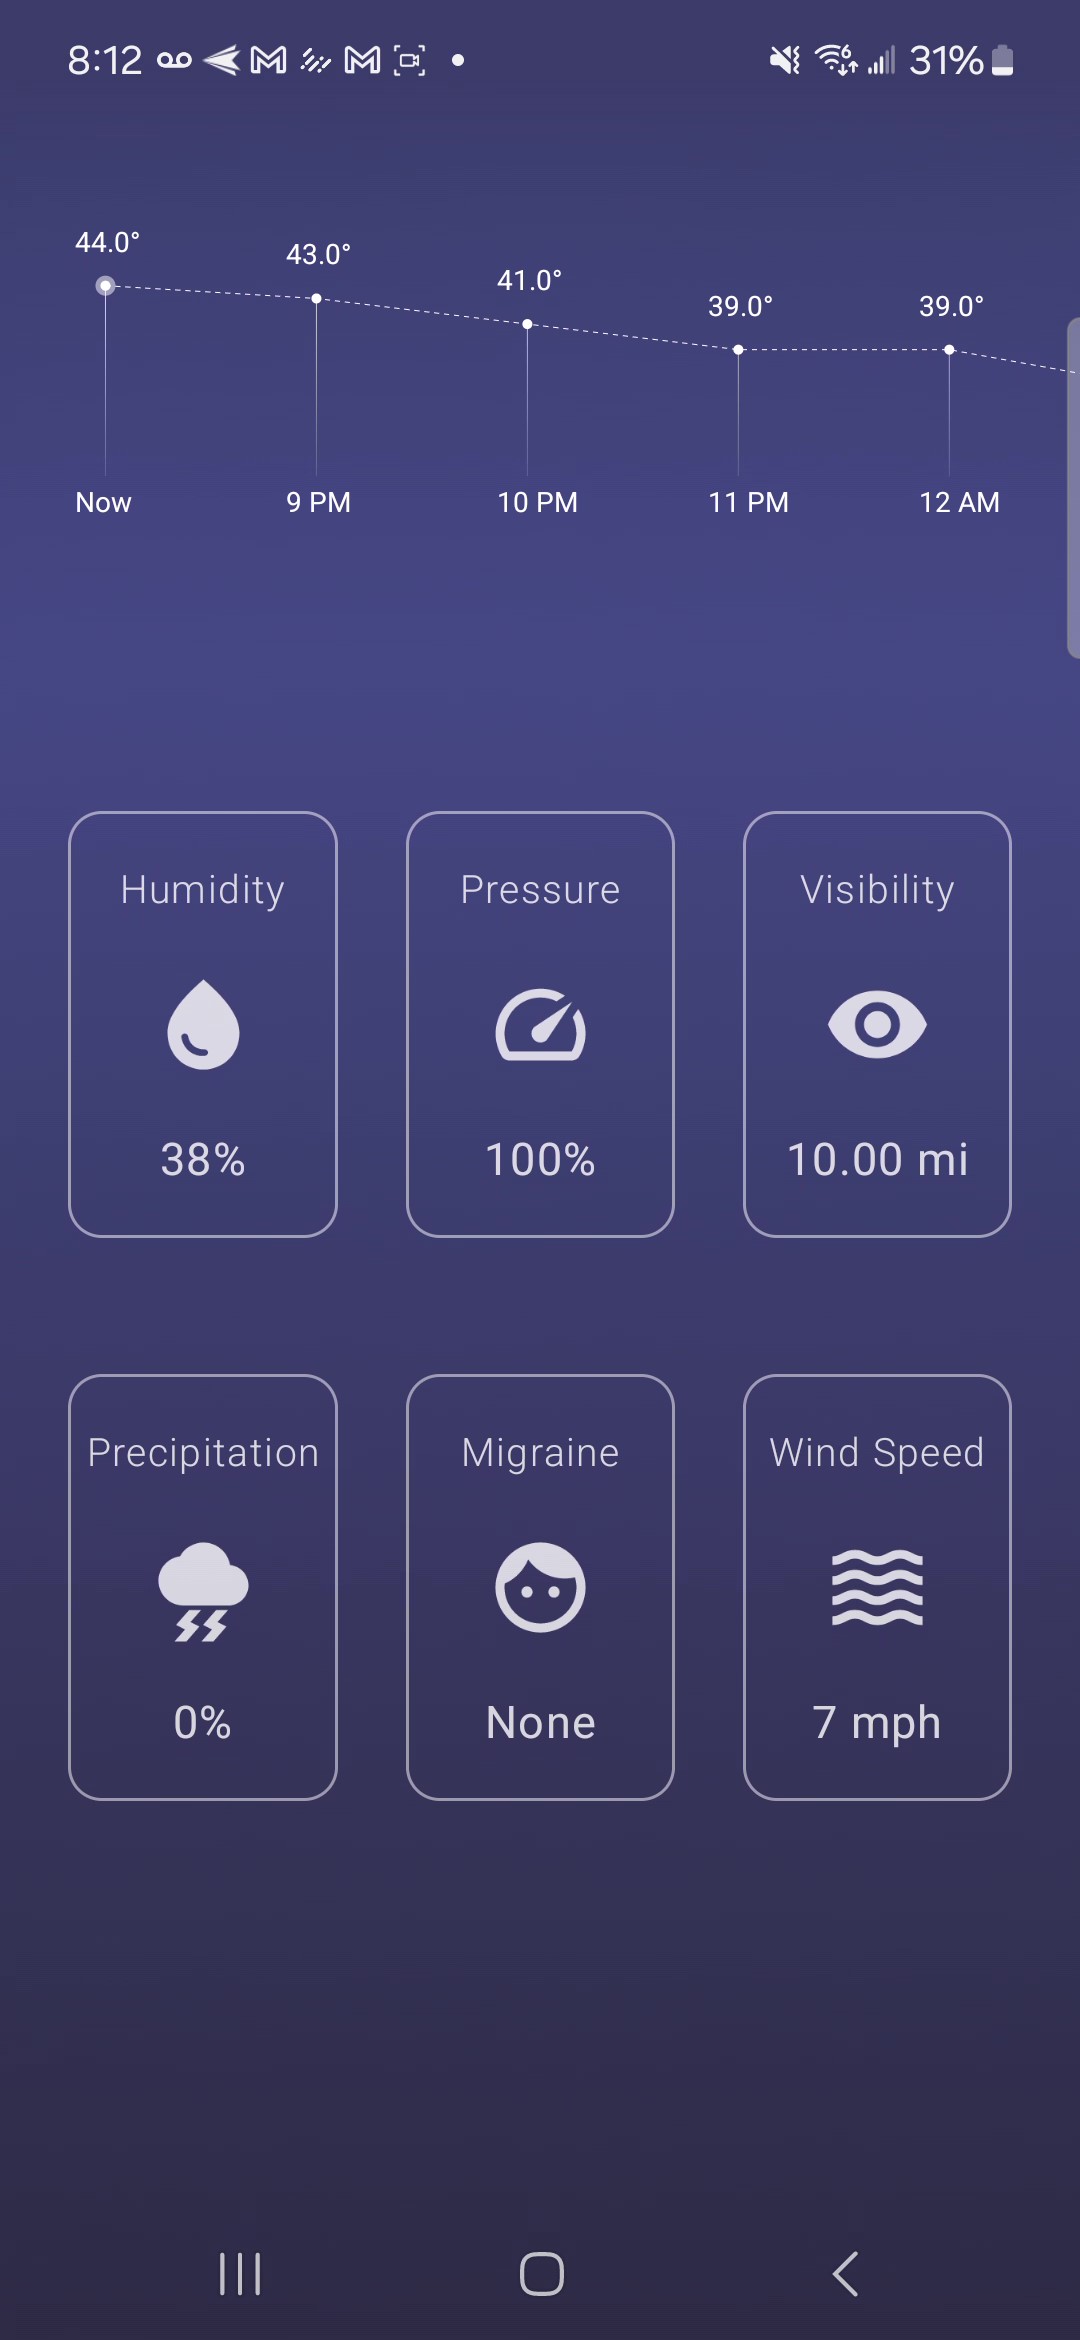 8:12 31%
44.0° 43.0° 41.0° 39.0° 39.0°
Now 9 PM 10 PM 11 PM 12 AM
Humidity Pressure Visibility
38% 100% 10.00 mi
Precipitation Migraine Wind Speed
0% None 7 mph